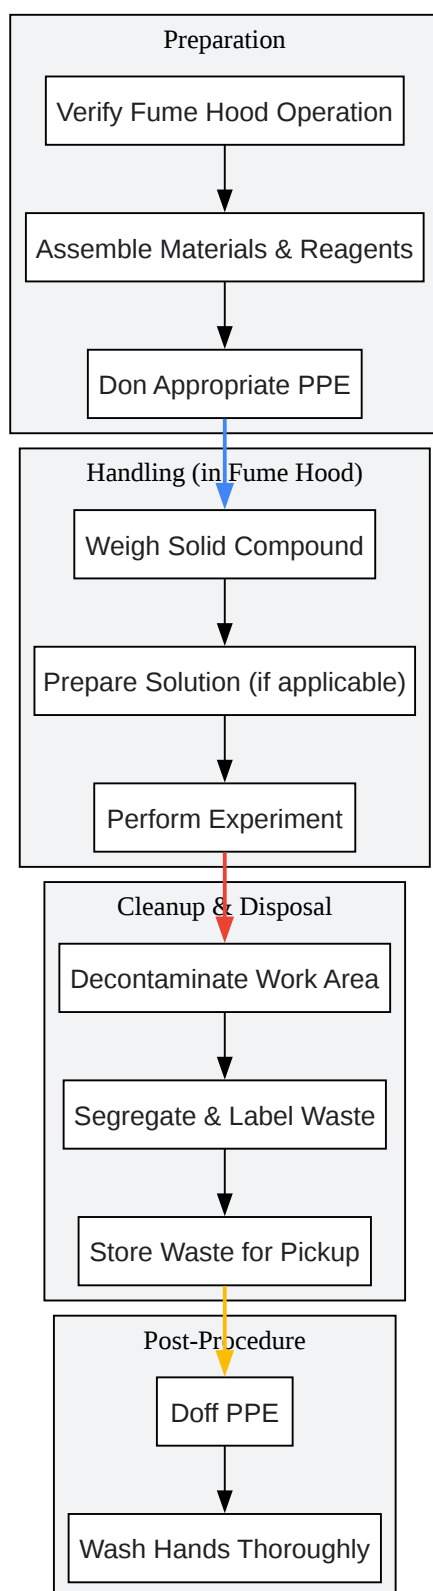 Preparation
Verify Fume Hood Operation
Assemble Materials & Reagents
Don Appropriate PPE
Handling (in Fume Hood)
Weigh Solid Compound
Prepare Solution (if applicable)
Perform Experiment
Cleanup & Disposal
Decontaminate Work Area
Segregate & Label Waste
Store Waste for Pickup
Post-Procedure
Doff PPE
Wash Hands Thoroughly